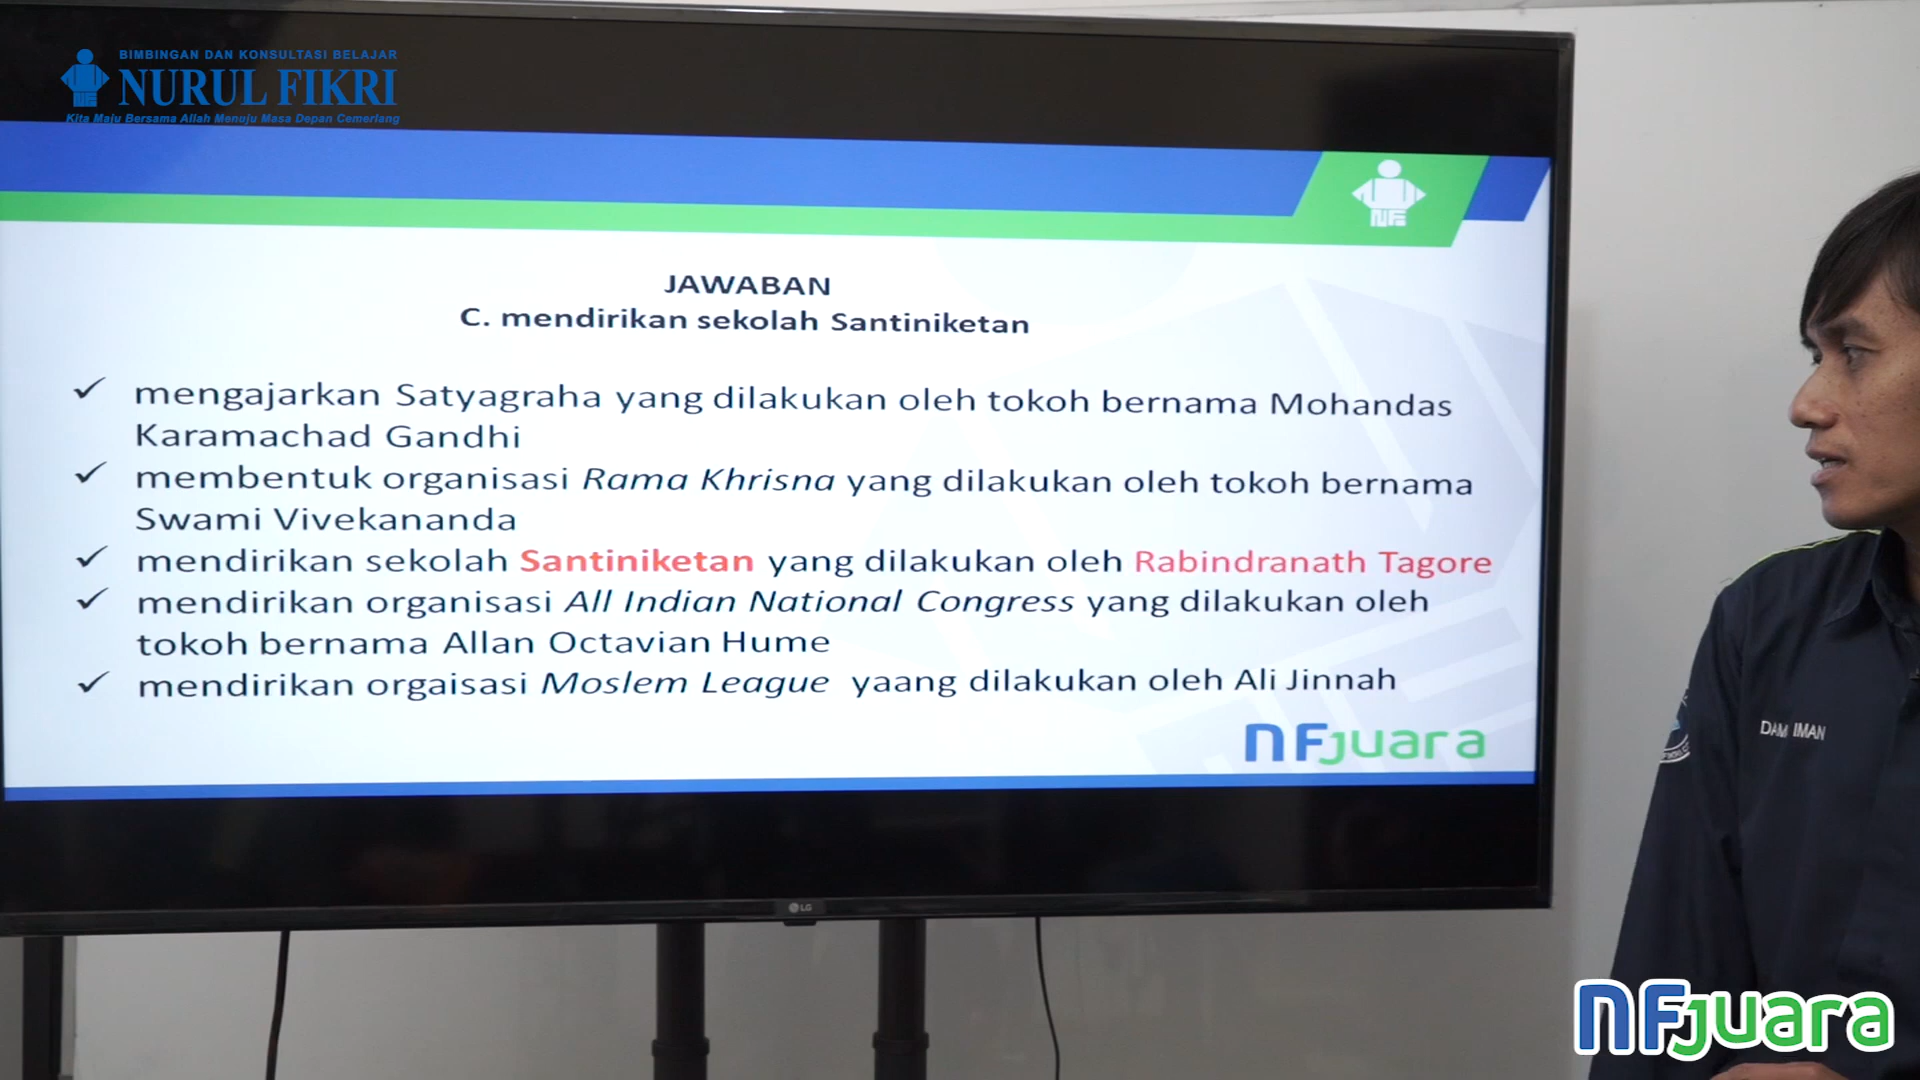 BIMBINGAN DAN KONSULTASI BELAJAR
NURUL FIKRI
Kita Maju Bersama Allah Menuju Masa Depan Cemerlang
NF
JAWABAN
C. mendirikan sekolah Santiniketan
✓ mengajarkan Satyagraha yang dilakukan oleh tokoh bernama Mohandas
Karamachad Gandhi
✓ membentuk organisasi Rama Khrisna yang dilakukan oleh tokoh bernama
Swami Vivekananda
✓ mendirikan sekolah Santiniketan yang dilakukan oleh Rabindranath Tagore
✓ mendirikan organisasi All Indian National Congress yang dilakukan oleh
tokoh bernama Allan Octavian Hume
✓ mendirikan orgaisasi Moslem League yaang dilakukan oleh Ali Jinnah
NFjuara
LG
IMAN
NFjuara